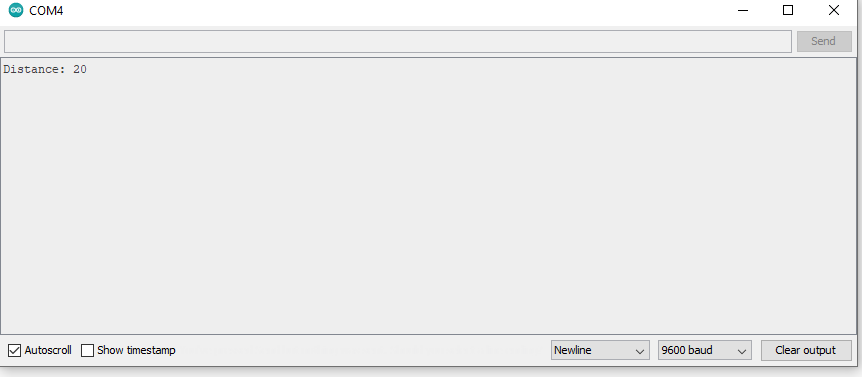 COM4
Send
Distance: 20
Autoscroll Show timestamp Newline 9600 baud Clear output